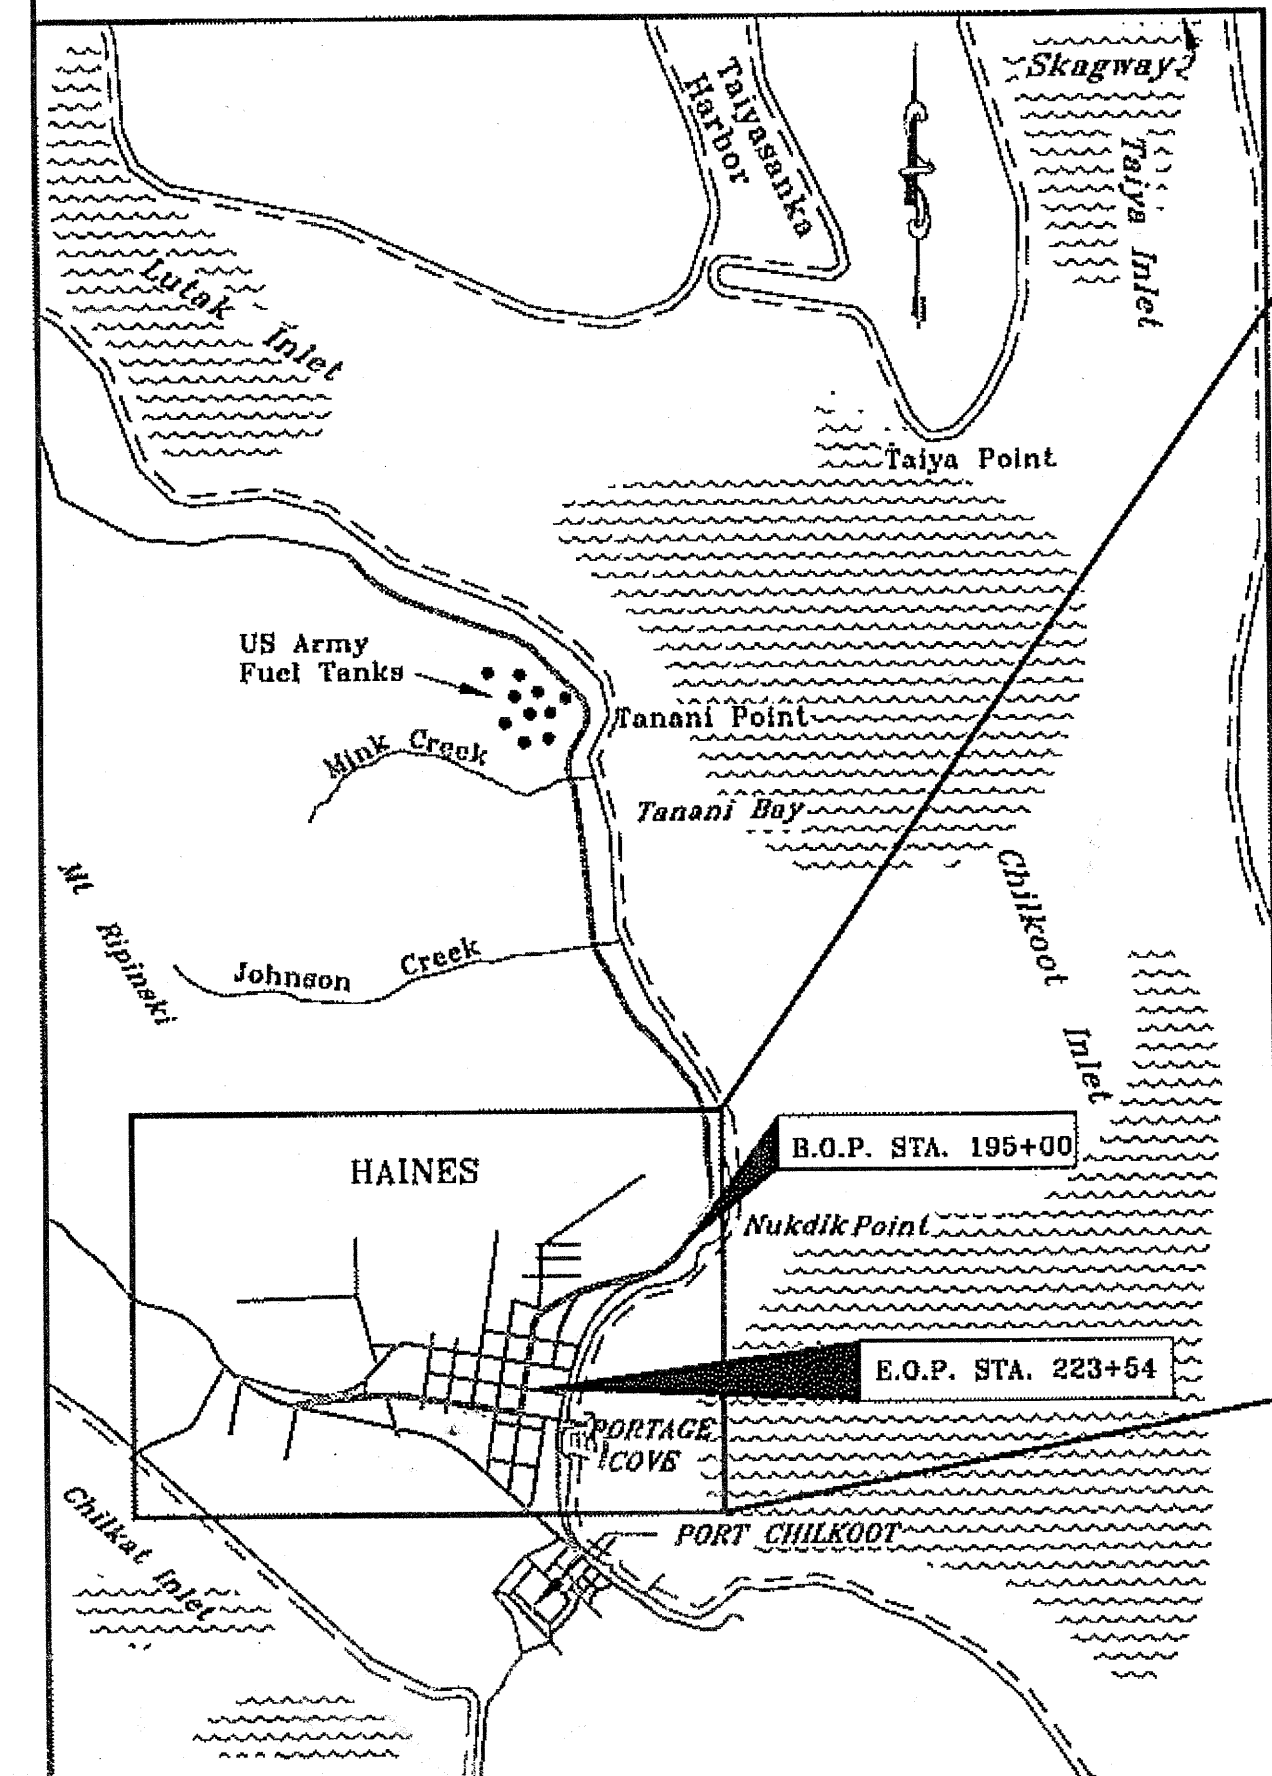 Skagway
Taiyasanka
Harbor
Taiya Inlet
Lutak Inlet
Taiya Point
US Army
Fuel Tanks
Tanani Point
Mink Creek
Tanani Bay
Chilkoot Inlet
Mt Ripinski
Johnson Creek
HAINES
B.O.P. STA. 195+00
Nukdik Point
E.O.P. STA. 223+54
PORTAGE
COVE
Chilkat Inlet
PORT CHILKOOT